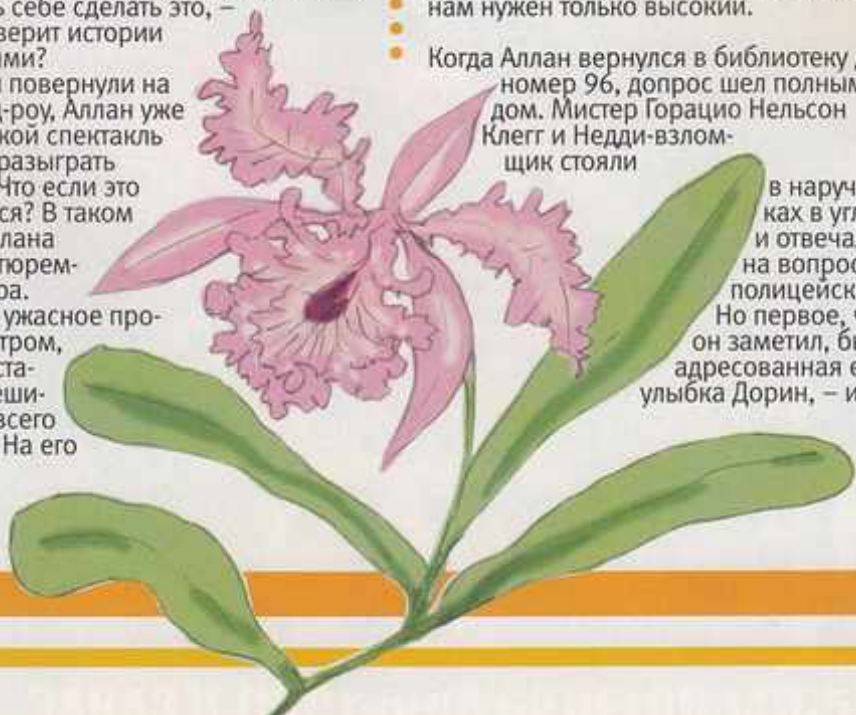 ь себе сделать это, –
верит истории
ми?
и повернули на
-роу, Аллан уже
кой спектакль
разыграть
Что если это
ся? В таком
лана
тюрем-
ра.
ужасное про-
тром,
ста-
еши-
всего
На его
нам нужен только высокий.
Когда Аллан вернулся в библиотеку
номер 96, допрос шел полным
дом. Мистер Горацио Нельсон
Клегг и Недди-взлом-
щик стояли
в наруч
ках в угл
и отвеча
на вопрос
полицейск
Но первое, ч
он заметил, бы
адресованная е
улыбка Дорин, – и